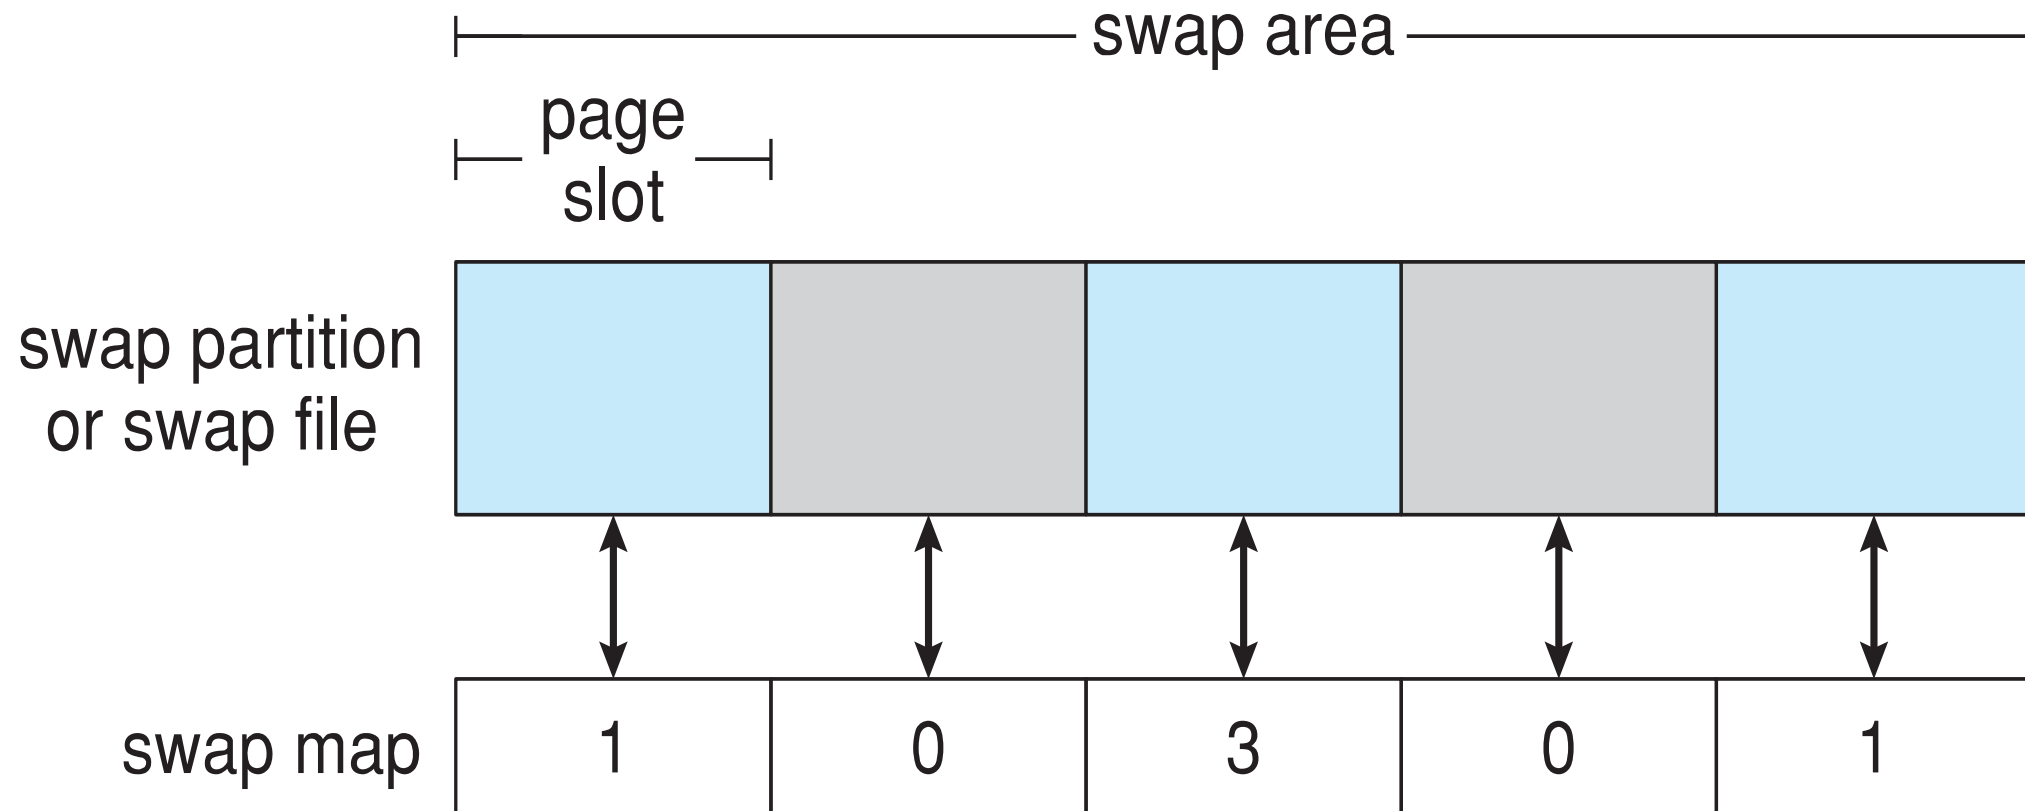 swap area
page
slot
swap partition
or swap file
swap map 1 0 3 0 1